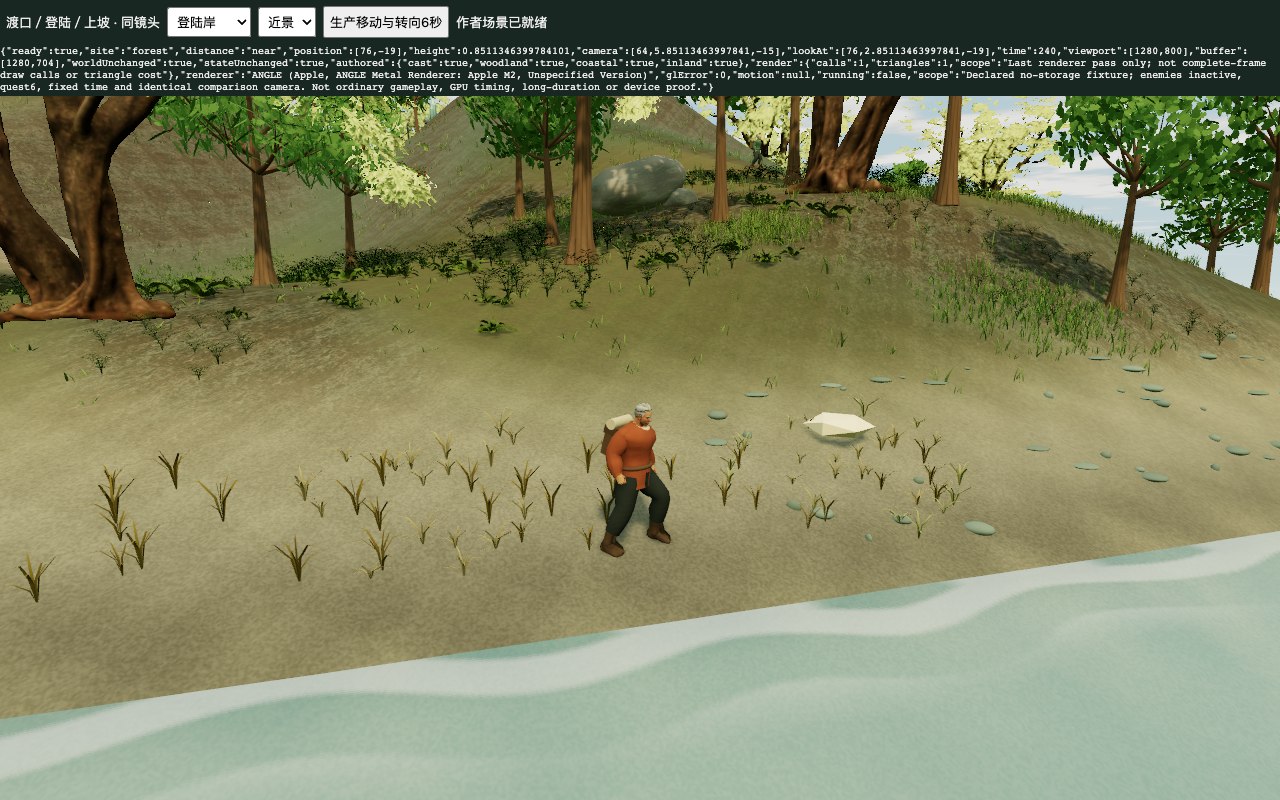 渡口 / 登陆 / 上坡 · 同镜头 登陆岸 近景 生产移动与转向6秒 作者场景已就绪
{"ready":true,"site":"forest","distance":"near","position":[76,-19],"height":0.8511346399784101,"camera":[64,5.85113463997841,-15],"lookAt":[76,2.85113463997841,-19],"time":240,"viewport":[1280,800],"buffer":
[1280,704],"worldUnchanged":true,"stateUnchanged":true,"authored":{"cast":true,"woodland":true,"coastal":true,"inland":true},"render":{"calls":1,"triangles":1,"scope":"Last renderer pass only; not complete-frame
draw calls or triangle cost"},"renderer":"ANGLE (Apple, ANGLE Metal Renderer: Apple M2, Unspecified Version)","glError":0,"motion":null,"running":false,"scope":"Declared no-storage fixture; enemies inactive,
quest6, fixed time and identical comparison camera. Not ordinary gameplay, GPU timing, long-duration or device proof."}